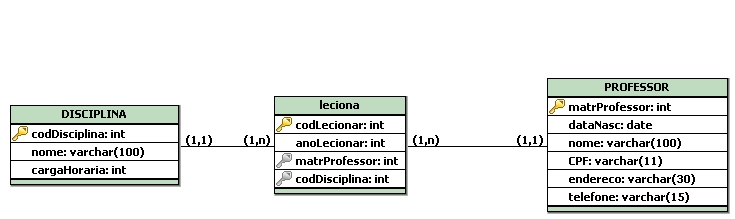 DISCIPLINA
codDisciplina: int
nome: varchar(100)
cargaHoraria: int
(1,1)
(1,n)
leciona
codLecionar: int
anoLecionar: int
matrProfessor: int
codDisciplina: int
(1,n)
(1,1)
PROFESSOR
matrProfessor: int
dataNasc: date
nome: varchar(100)
CPF: varchar(11)
endereco: varchar(30)
telefone: varchar(15)